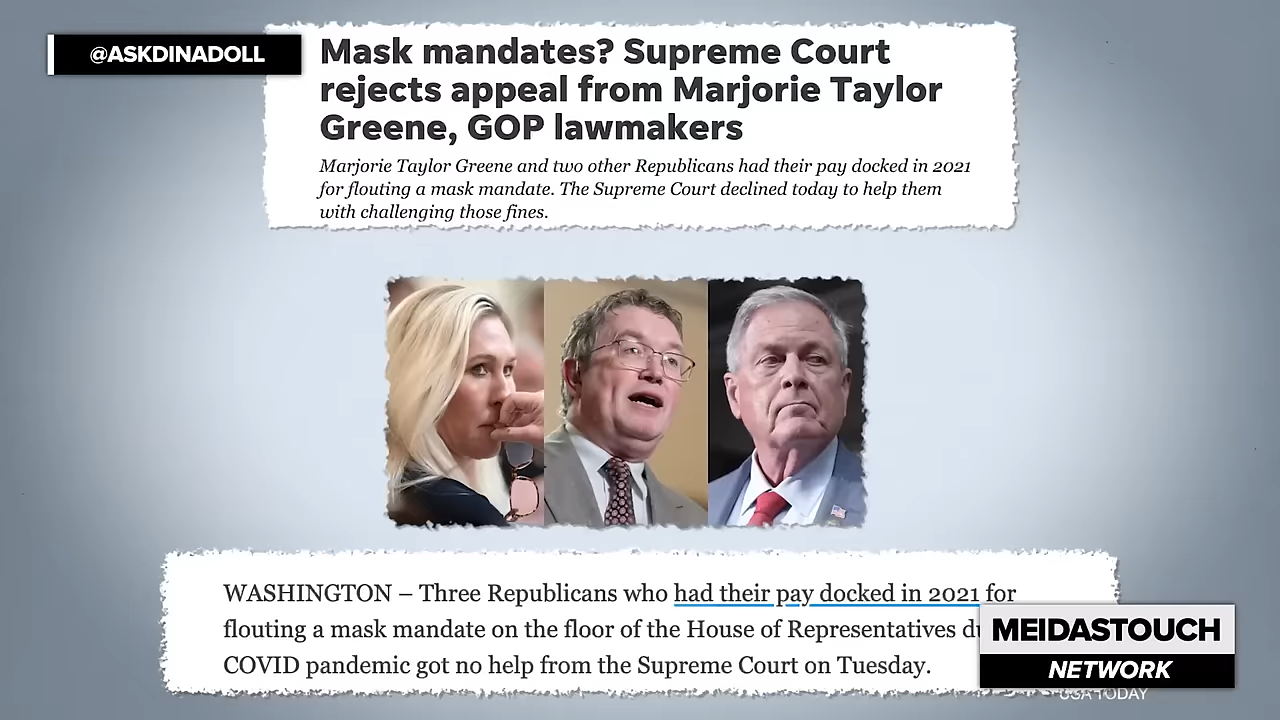 @ASKDINADOLL
Mask mandates? Supreme Court
rejects appeal from Marjorie Taylor
Greene, GOP lawmakers
Marjorie Taylor Greene and two other Republicans had their pay docked in 2021
for flouting a mask mandate. The Supreme Court declined today to help them
with challenging those fines.
WASHINGTON – Three Republicans who had their pay docked in 2021 for
flouting a mask mandate on the floor of the House of Representatives
COVID pandemic got no help from the Supreme Court on Tuesday.
MEIDASTOUCH
NETWORK
USA TODAY